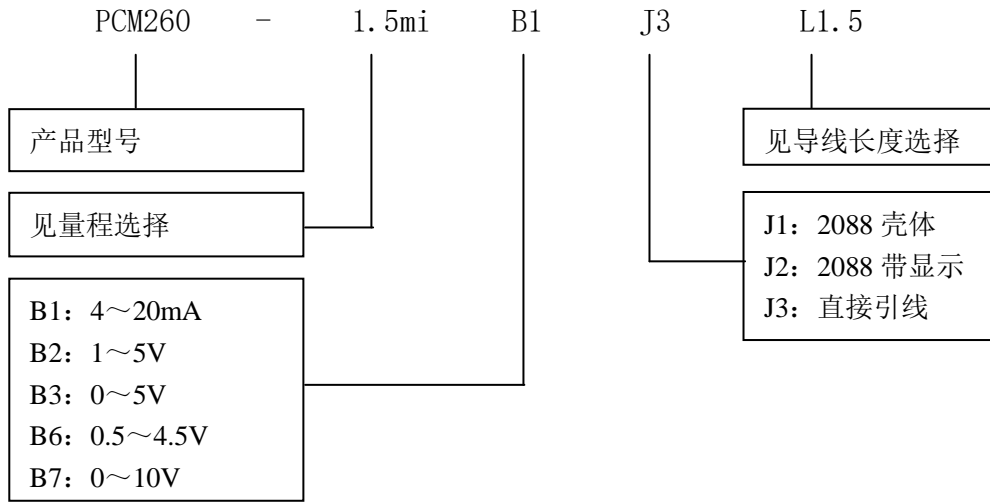 PCM260 - 1.5mi B1 J3 L1.5
产品型号
见量程选择
B1：4～20mA
B2：1～5V
B3：0～5V
B6：0.5～4.5V
B7：0～10V
见导线长度选择
J1：2088 壳体
J2：2088 带显示
J3：直接引线